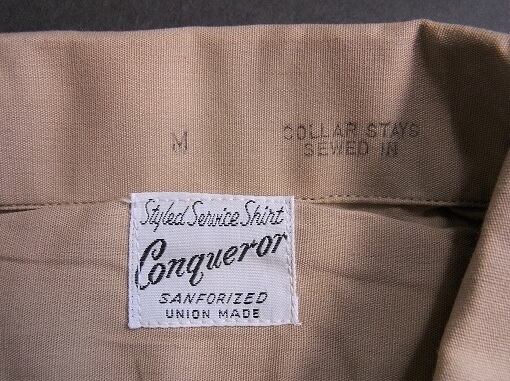 M
COLLAR STAYS
SEWED IN
Styled Service Shirt
Conqueror
SANFORIZED
UNION MADE